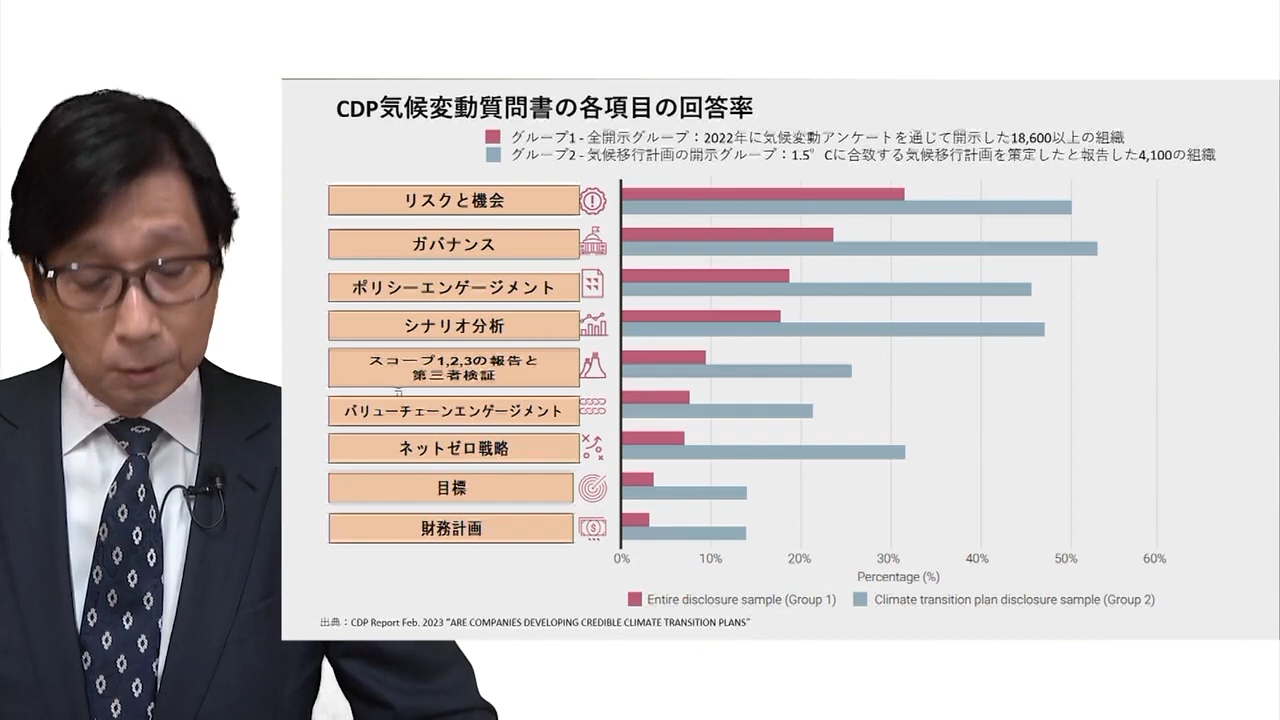 CDP気候変動質問書の各項目の回答率
グループ1 - 全開示グループ：2022年に気候変動アンケートを通じて開示した18,600以上の組織
グループ2 - 気候移行計画の開示グループ：1.5°Cに合致する気候移行計画を策定したと報告した4,100の組織
リスクと機会
ガバナンス
ポリシーエンゲージメント
シナリオ分析
スコープ1,2,3の報告と
第三者検証
バリューチェーンエンゲージメント
ネットゼロ戦略
目標
財務計画
0% 10% 20% 30% 40% 50% 60%
Percentage (%)
Entire disclosure sample (Group 1) Climate transition plan disclosure sample (Group 2)
出典：CDP Report Feb. 2023 "ARE COMPANIES DEVELOPING CREDIBLE CLIMATE TRANSITION PLANS"